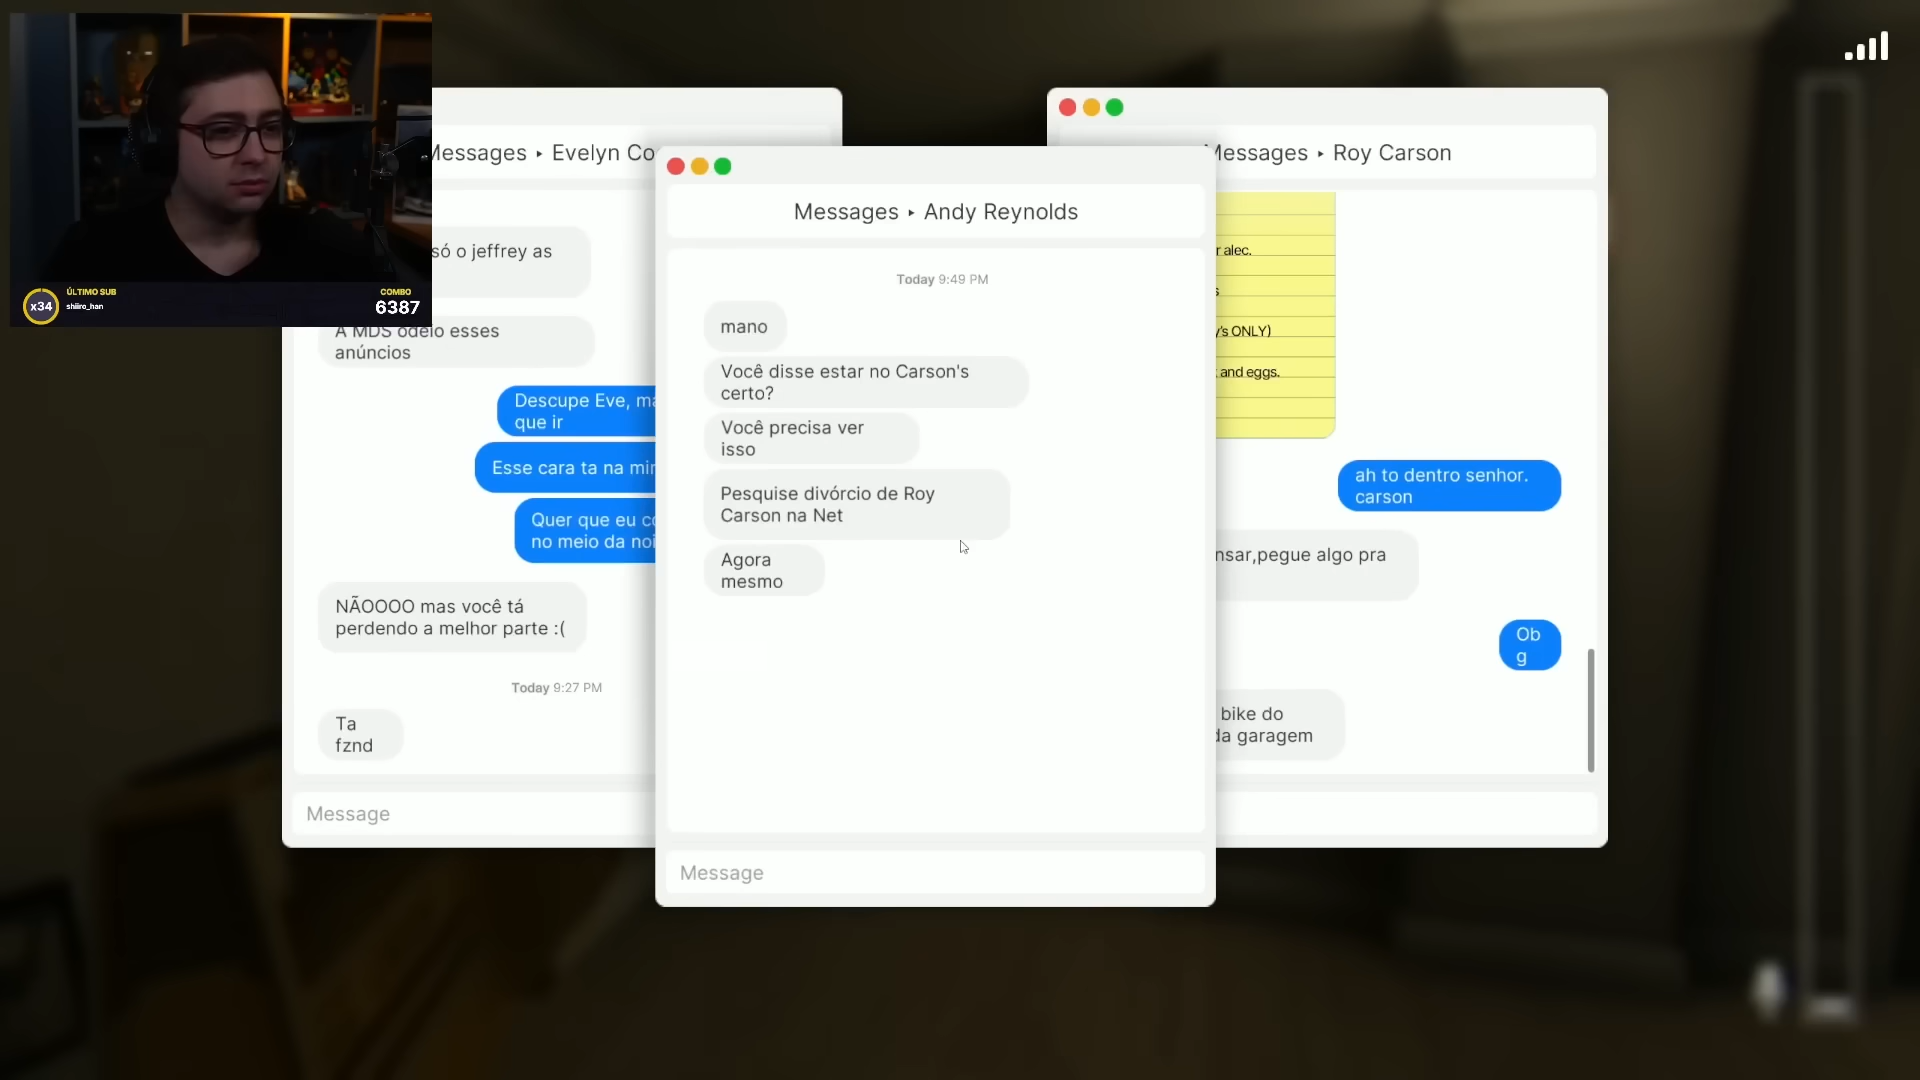 x34
ÚLTIMO SUB
shiiro_han
COMBO
6387
Messages ▸ Evelyn Co
só o jeffrey as
A MDS odeio esses
anúncios
Descupe Eve, ma
que ir
Esse cara ta na mir
Quer que eu co
no meio da noi
NÃOOOO mas você tá
perdendo a melhor parte :(
Today 9:27 PM
Ta
fznd
Message
Messages ▸ Andy Reynolds
Today 9:49 PM
mano
Você disse estar no Carson's
certo?
Você precisa ver
isso
Pesquise divórcio de Roy
Carson na Net
Agora
mesmo
Message
Messages ▸ Roy Carson
r alec.
s
y's ONLY)
and eggs.
ah to dentro senhor.
carson
nsar,pegue algo pra
Ob
g
bike do
da garagem